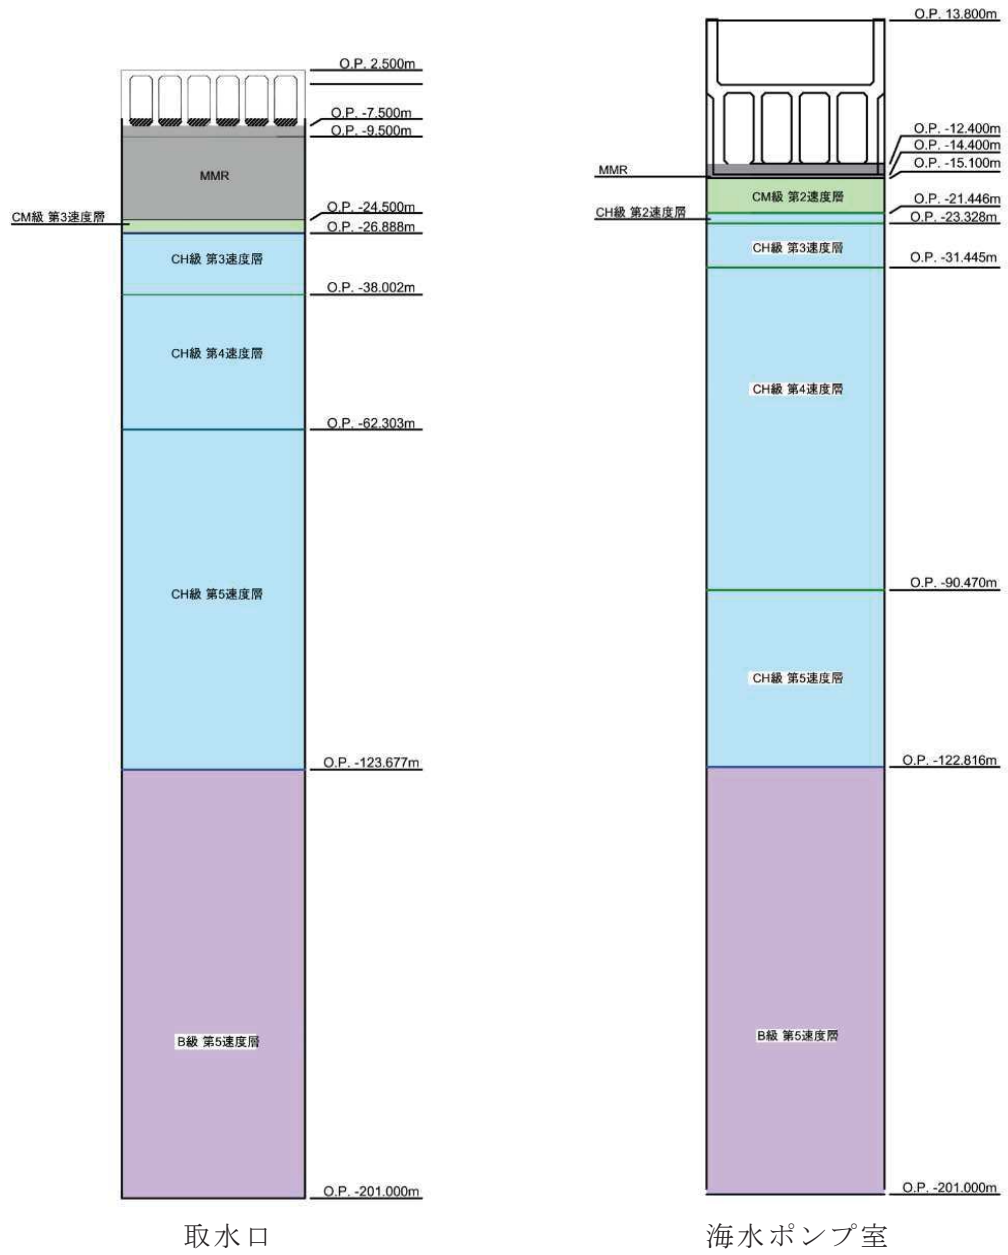 O.P. 2.500m
O.P. -7.500m
O.P. -9.500m
MMR
CM級 第3速度層
O.P. -24.500m
O.P. -26.888m
CH級 第3速度層
O.P. -38.002m
CH級 第4速度層
O.P. -62.303m
CH級 第5速度層
O.P. -123.677m
B級 第5速度層
O.P. -201.000m
取水口
O.P. 13.800m
O.P. -12.400m
O.P. -14.400m
O.P. -15.100m
MMR
CM級 第2速度層
O.P. -21.446m
CH級 第2速度層
O.P. -23.328m
CH級 第3速度層
O.P. -31.445m
CH級 第4速度層
O.P. -90.470m
CH級 第5速度層
O.P. -122.816m
B級 第5速度層
O.P. -201.000m
海水ポンプ室